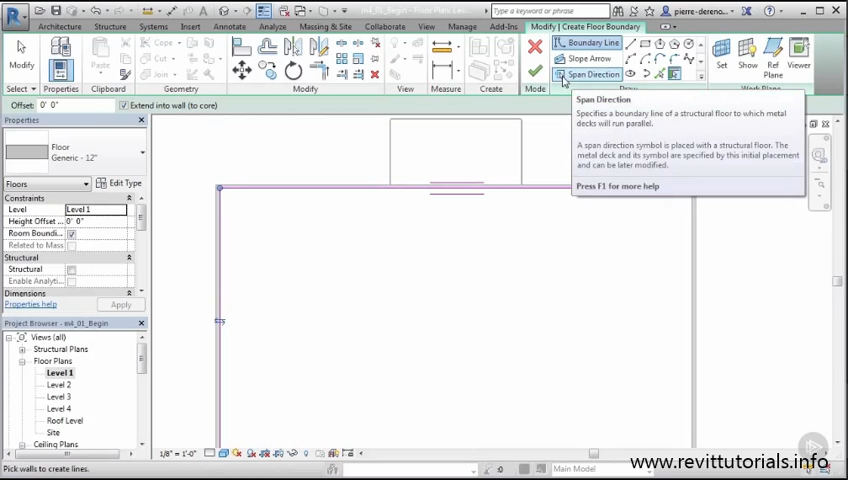 m4_01_Begin - Floor Plan: Lev...
Type a keyword or phrase
pierre-dereno...
Architecture Structure Systems Insert Annotate Analyze Massing & Site Collaborate View Manage Add-Ins Modify | Create Floor Boundary
Modify
Properties
Paste
Cope
Cut
Join
Boundary Line
Slope Arrow
Span Direction
Set Show Ref Plane Viewer
Select Properties Clipboard Geometry Modify View Measure Create Mode Draw Work Plane
Offset: 0' 0" Extend into wall (to core)
Span Direction
Specifies a boundary line of a structural floor to which metal
decks will run parallel.
A span direction symbol is placed with a structural floor. The
metal deck and its symbol are specified by this initial placement
and can be later modified.
Press F1 for more help
Properties
Floor
Generic - 12"
Floors Edit Type
Constraints
Level Level 1
Height Offset ... 0' 0"
Room Boundi...
Related to Mass
Structural
Structural
Enable Analyti...
Dimensions
Properties help Apply
Project Browser - m4_01_Begin
Views (all)
Structural Plans
Floor Plans
Level 1
Level 2
Level 3
Level 4
Roof Level
Site
Ceiling Plans
1/8" = 1'-0"
Pick walls to create lines.
:0
Main Model
www.revittutorials.info